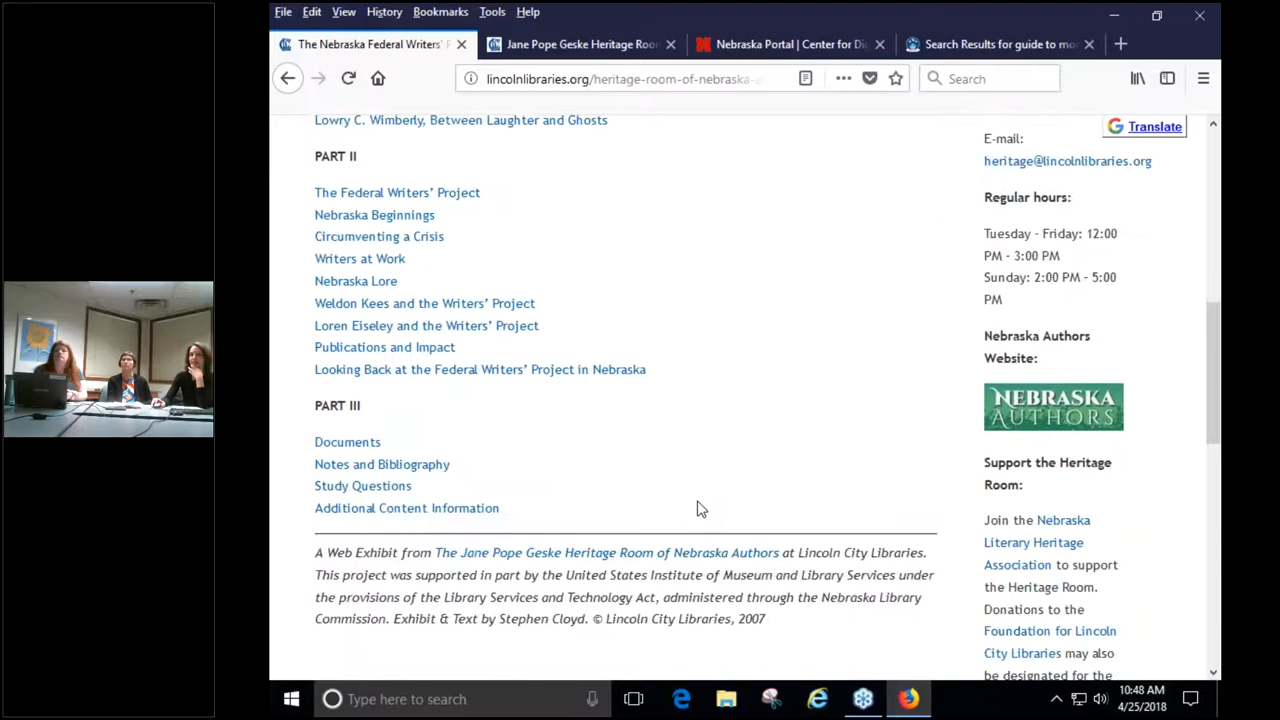 File Edit View History Bookmarks Tools Help
The Nebraska Federal Writers' P
Jane Pope Geske Heritage Roo
Nebraska Portal | Center for Di
Search Results for guide to mo
lincolnlibraries.org/heritage-room-of-nebraska-
Search
Translate
Lowry C. Wimberly, Between Laughter and Ghosts
PART II
The Federal Writers' Project
Nebraska Beginnings
Circumventing a Crisis
Writers at Work
Nebraska Lore
Weldon Kees and the Writers' Project
Loren Eiseley and the Writers' Project
Publications and Impact
Looking Back at the Federal Writers' Project in Nebraska
PART III
Documents
Notes and Bibliography
Study Questions
Additional Content Information
A Web Exhibit from The Jane Pope Geske Heritage Room of Nebraska Authors at Lincoln City Libraries.
This project was supported in part by the United States Institute of Museum and Library Services under
the provisions of the Library Services and Technology Act, administered through the Nebraska Library
Commission. Exhibit & Text by Stephen Cloyd. © Lincoln City Libraries, 2007
E-mail:
heritage@lincolnlibraries.org
Regular hours:
Tuesday - Friday: 12:00
PM - 3:00 PM
Sunday: 2:00 PM - 5:00
PM
Nebraska Authors
Website:
NEBRASKA
AUTHORS
Support the Heritage
Room:
Join the Nebraska
Literary Heritage
Association to support
the Heritage Room.
Donations to the
Foundation for Lincoln
City Libraries may also
be designated for the
Type here to search
10:48 AM
4/25/2018